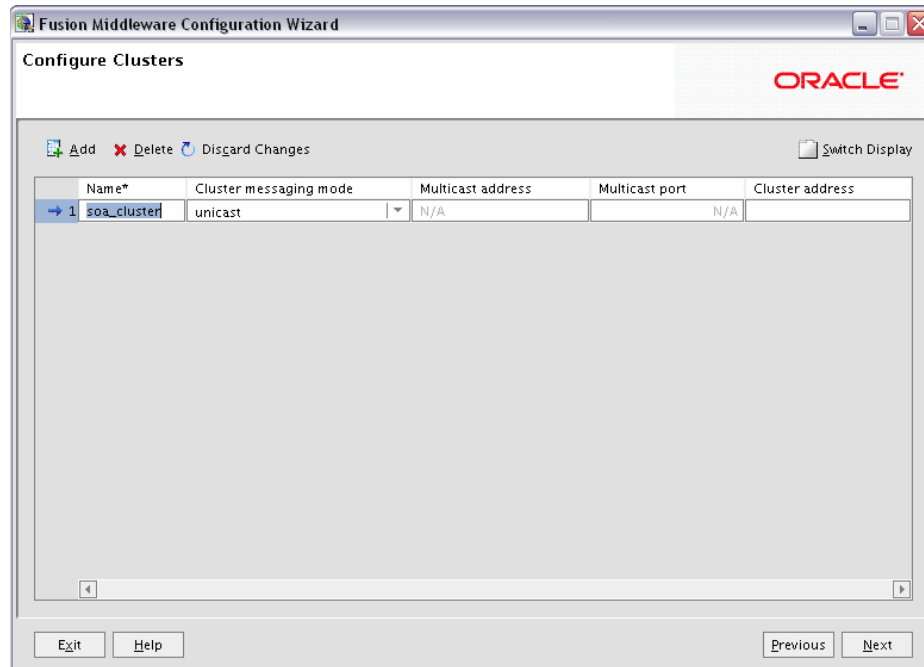 Fusion Middleware Configuration Wizard
Configure Clusters
ORACLE
Add Delete Discard Changes Switch Display
Name* Cluster messaging mode Multicast address Multicast port Cluster address
1 soa_cluster unicast N/A N/A
Exit Help Previous Next